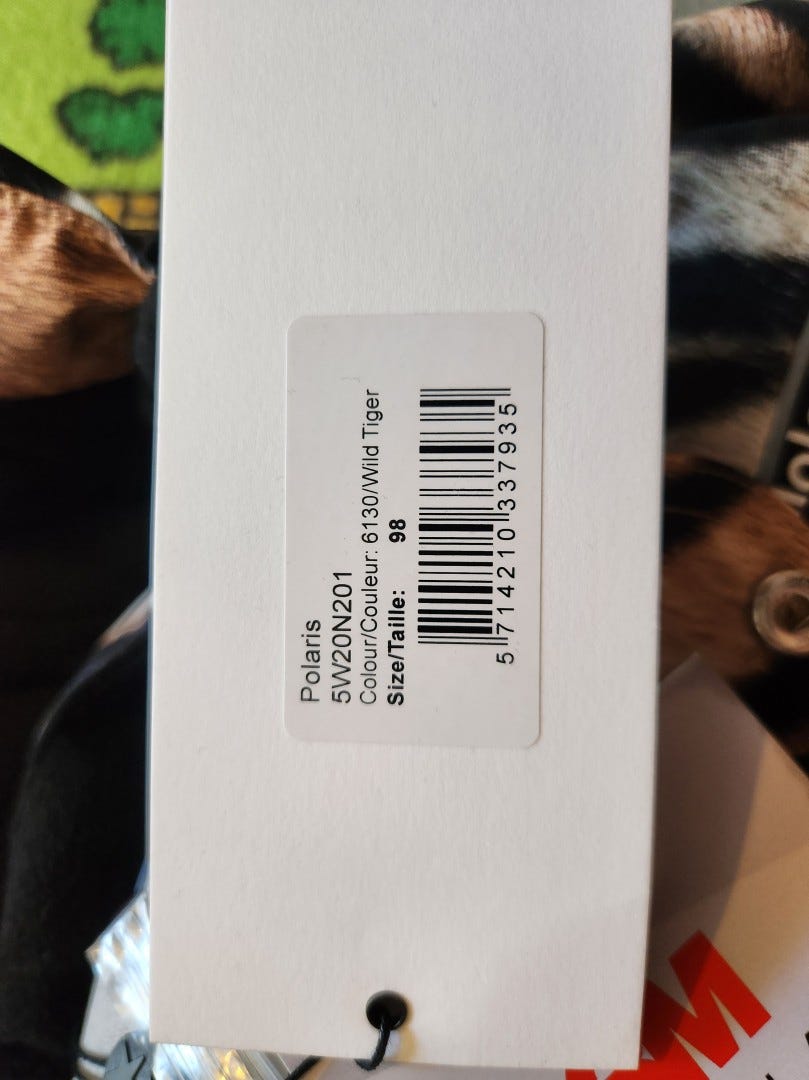 Polaris
5W20N201
Colour/Couleur: 6130/Wild Tiger
Size/Taille: 98
5 714210 337935